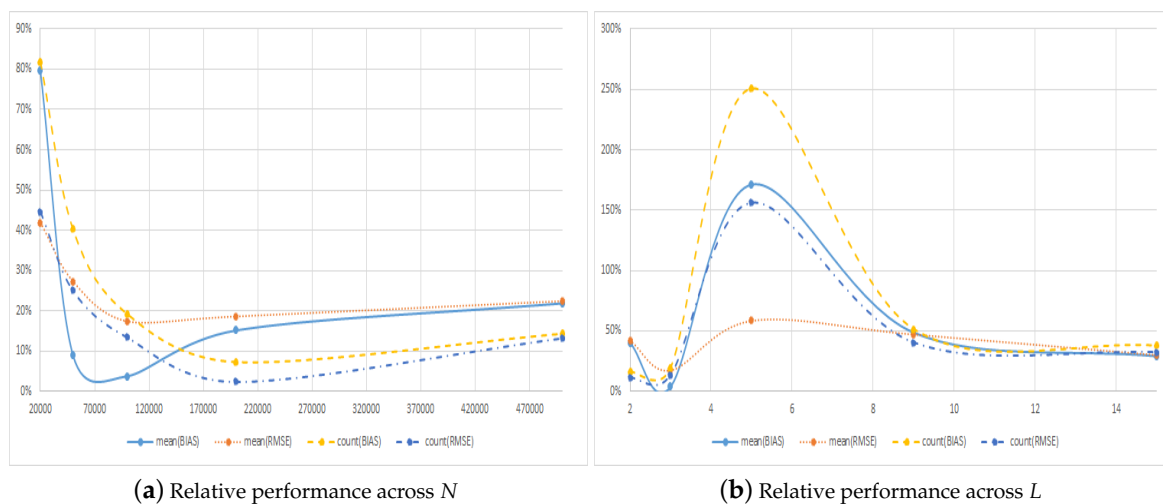 90%
80%
70%
60%
50%
40%
30%
20%
10%
0%
20000 70000 120000 170000 220000 270000 320000 370000 420000 470000
mean(BIAS) mean(RMSE) count(BIAS) count(RMSE)
(a) Relative performance across N
300%
250%
200%
150%
100%
50%
0%
2 4 6 8 10 12 14
mean(BIAS) mean(RMSE) count(BIAS) count(RMSE)
(b) Relative performance across L